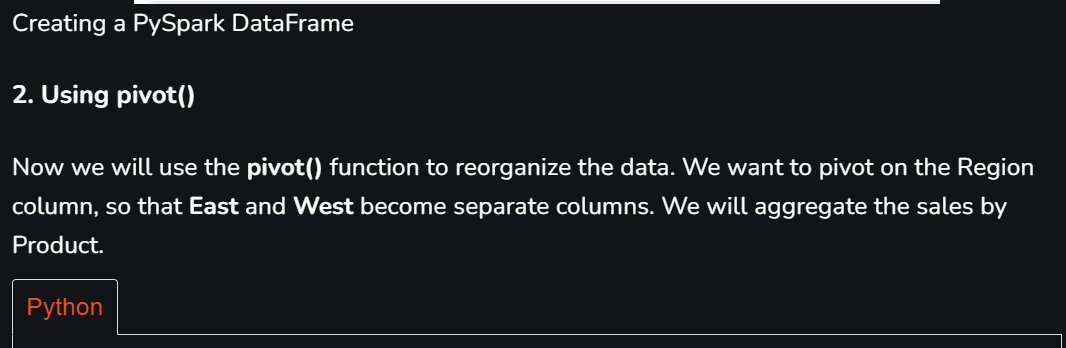 Creating a PySpark DataFrame
2. Using pivot()
Now we will use the pivot() function to reorganize the data. We want to pivot on the Region
column, so that East and West become separate columns. We will aggregate the sales by
Product.
Python